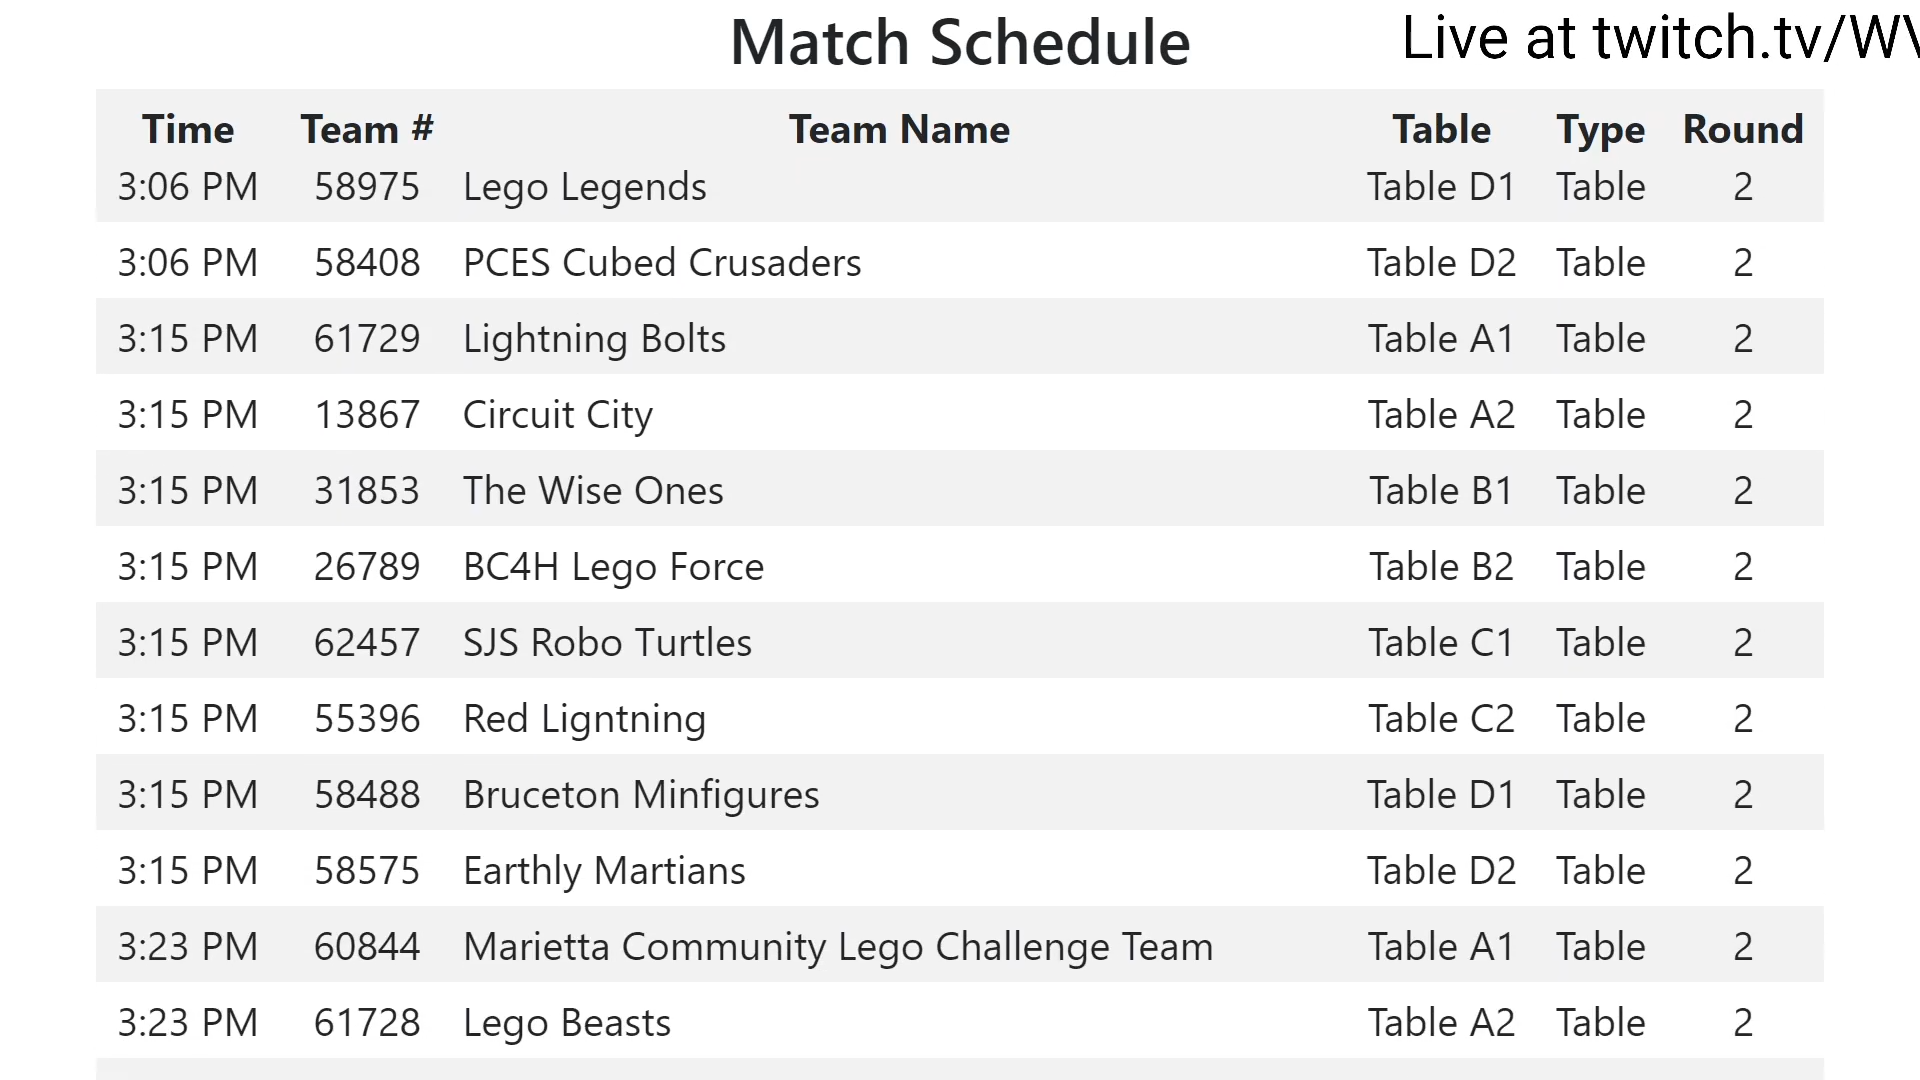 Match Schedule
Live at twitch.tv/WV
Time Team # Team Name Table Type Round
3:06 PM 58975 Lego Legends Table D1 Table 2
3:06 PM 58408 PCES Cubed Crusaders Table D2 Table 2
3:15 PM 61729 Lightning Bolts Table A1 Table 2
3:15 PM 13867 Circuit City Table A2 Table 2
3:15 PM 31853 The Wise Ones Table B1 Table 2
3:15 PM 26789 BC4H Lego Force Table B2 Table 2
3:15 PM 62457 SJS Robo Turtles Table C1 Table 2
3:15 PM 55396 Red Ligntning Table C2 Table 2
3:15 PM 58488 Bruceton Minfigures Table D1 Table 2
3:15 PM 58575 Earthly Martians Table D2 Table 2
3:23 PM 60844 Marietta Community Lego Challenge Team Table A1 Table 2
3:23 PM 61728 Lego Beasts Table A2 Table 2